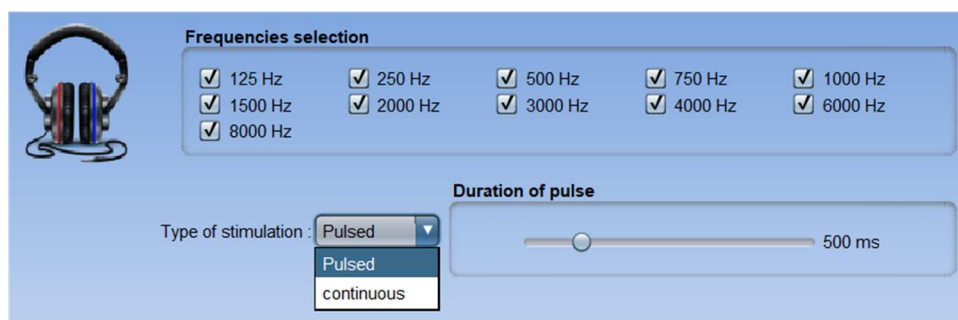 Frequencies selection
125 Hz 250 Hz 500 Hz 750 Hz 1000 Hz
1500 Hz 2000 Hz 3000 Hz 4000 Hz 6000 Hz
8000 Hz
Duration of pulse
Type of stimulation : Pulsed 500 ms
Pulsed
continuous